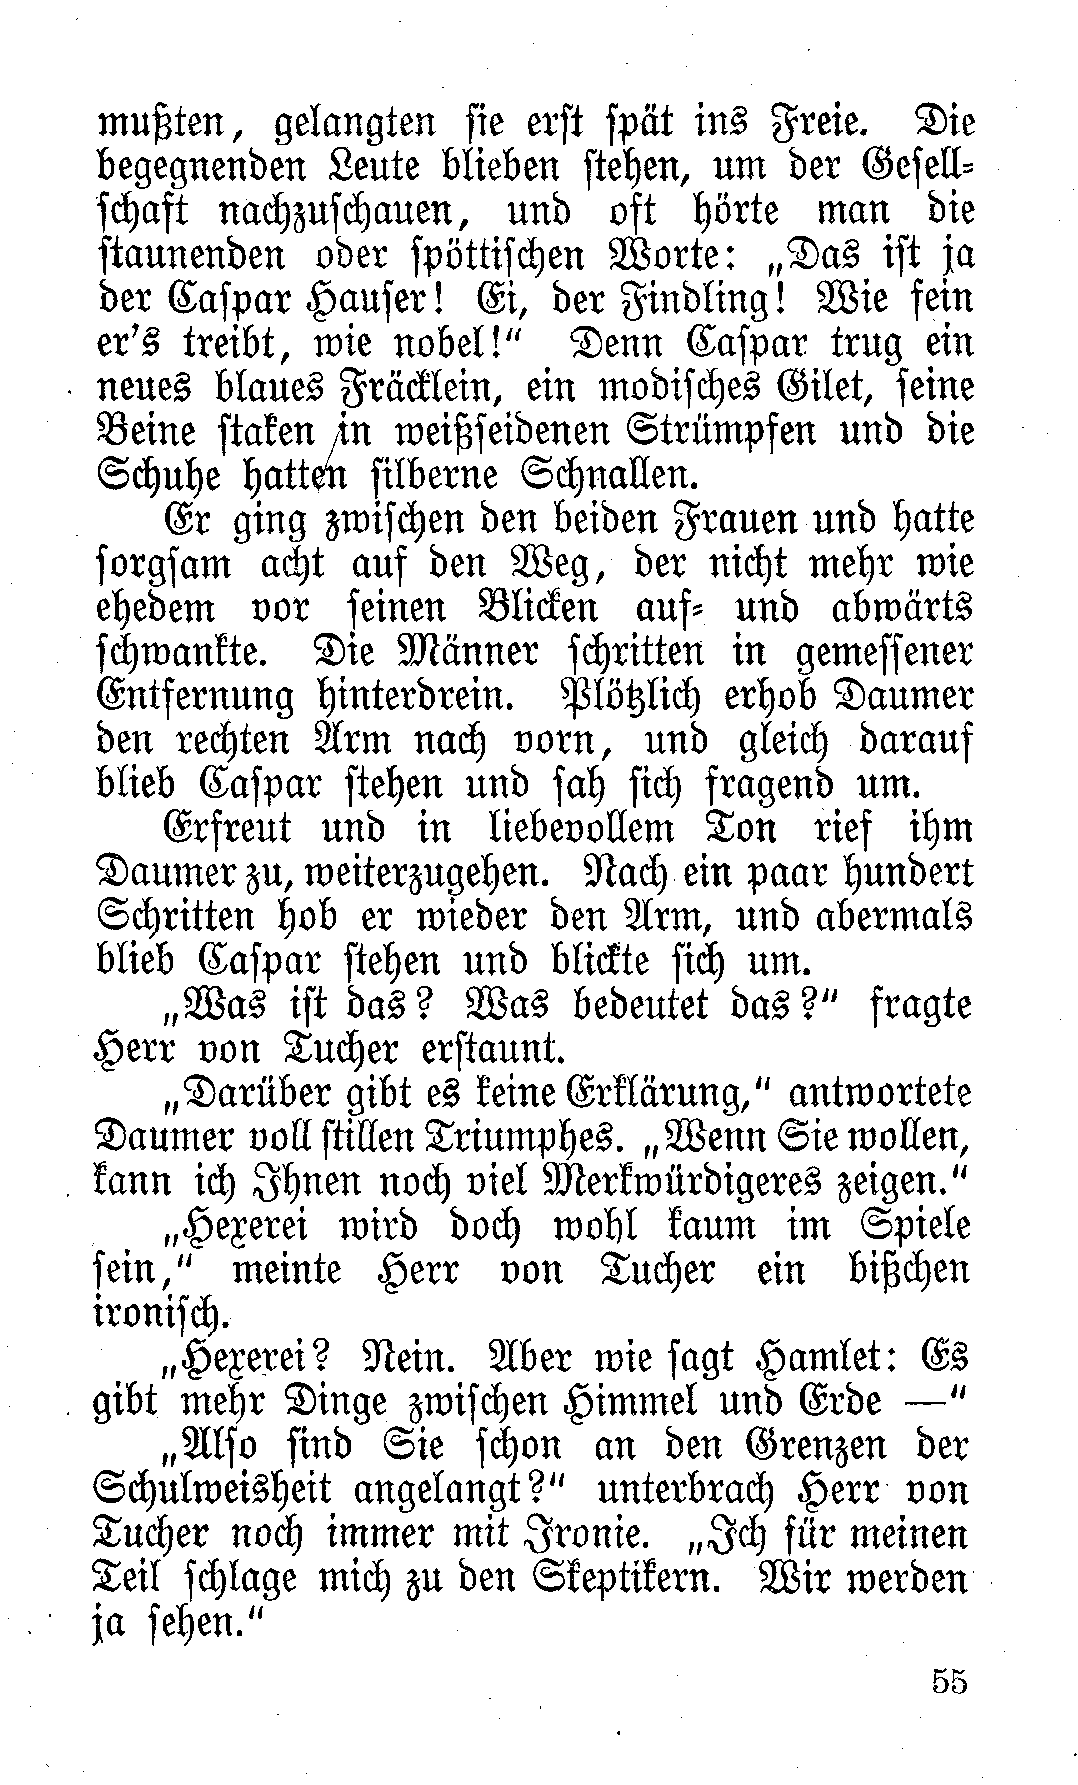 mußten, gelangten sie erst spät ins Freie. Die
begegnenden Leute blieben stehen, um der Gesell-
schaft nachzuschauen, und oft hörte man die
staunenden oder spöttischen Worte: „Das ist ja
der Caspar Hauser! Ei, der Findling! Wie fein
er's treibt, wie nobel!“ Denn Caspar trug ein
neues blaues Fräcklein, ein modisches Gilet, seine
Beine staken in weißseidenen Strümpfen und die
Schuhe hatten silberne Schnallen.
Er ging zwischen den beiden Frauen und hatte
sorgsam acht auf den Weg, der nicht mehr wie
ehedem vor seinen Blicken auf- und abwärts
schwankte. Die Männer schritten in gemessener
Entfernung hinterdrein. Plötzlich erhob Daumer
den rechten Arm nach vorn, und gleich darauf
blieb Caspar stehen und sah sich fragend um.
Erfreut und in liebevollem Ton rief ihm
Daumer zu, weiterzugehen. Nach ein paar hundert
Schritten hob er wieder den Arm, und abermals
blieb Caspar stehen und blickte sich um.
„Was ist das? Was bedeutet das?“ fragte
Herr von Tucher erstaunt.
„Darüber gibt es keine Erklärung,“ antwortete
Daumer voll stillen Triumphes. „Wenn Sie wollen,
kann ich Ihnen noch viel Merkwürdigeres zeigen.“
„Hexerei wird doch wohl kaum im Spiele
sein,“ meinte Herr von Tucher ein bißchen
ironisch.
„Hexerei? Nein. Aber wie sagt Hamlet: Es
gibt mehr Dinge zwischen Himmel und Erde —“
„Also sind Sie schon an den Grenzen der
Schulweisheit angelangt?“ unterbrach Herr von
Tucher noch immer mit Ironie. „Ich für meinen
Teil schlage mich zu den Skeptikern. Wir werden
ja sehen.“
55